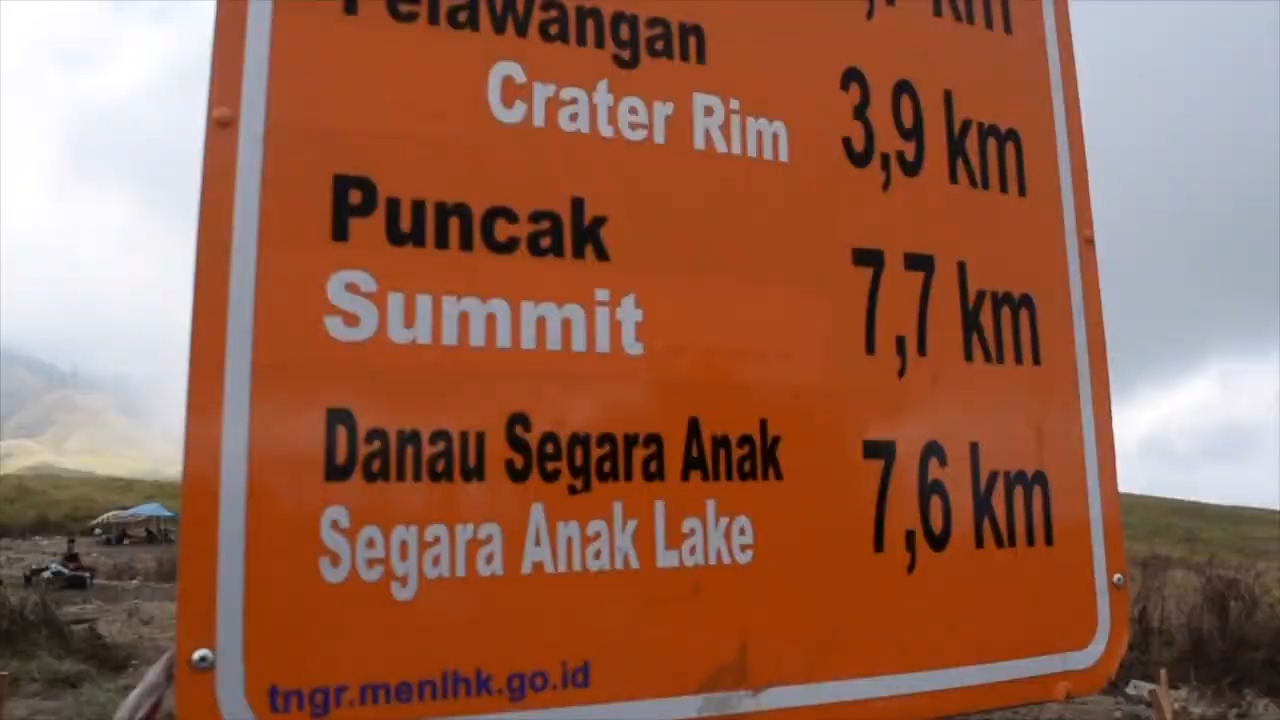 Pelawangan
Crater Rim 3,9 km
Puncak
Summit 7,7 km
Danau Segara Anak
Segara Anak Lake 7,6 km
tngr.menlhk.go.id